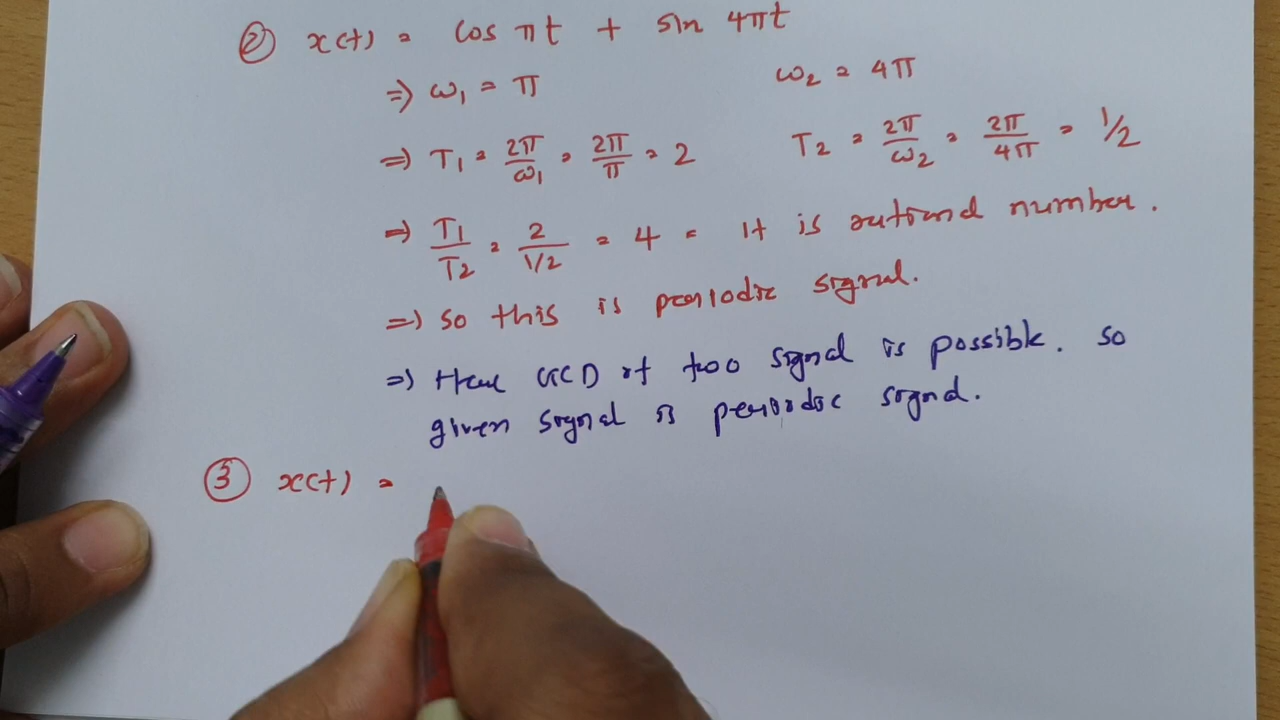 ② x(t) = cos πt + sin 4πt
⇒ ω₁ = π ω₂ = 4π
⇒ T₁ = 2π/ω₁ = 2π/π = 2 T₂ = 2π/ω₂ = 2π/4π = 1/2
⇒ T₁/T₂ = 2/1/2 = 4 = It is rational number.
⇒ So this is periodic signal.
⇒ Here GCD of two signal is possible. So
given signal is periodic signal.
③ x(t) =